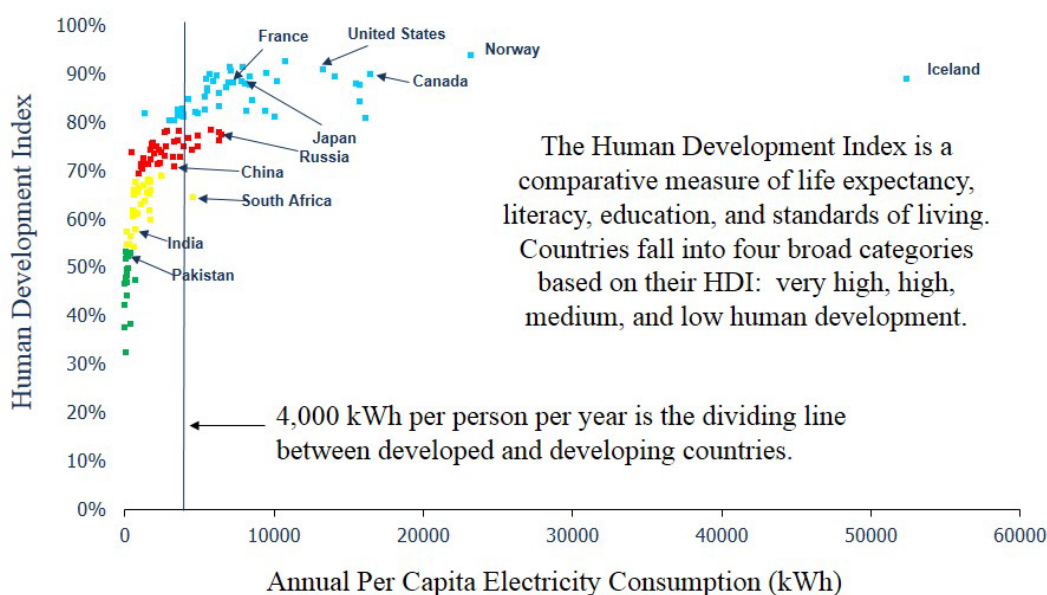 100%
90%
80%
70%
60%
50%
40%
30%
20%
10%
0%
Human Development Index
France
United States
Norway
Canada
Iceland
Japan
Russia
China
South Africa
India
Pakistan
The Human Development Index is a
comparative measure of life expectancy,
literacy, education, and standards of living.
Countries fall into four broad categories
based on their HDI: very high, high,
medium, and low human development.
4,000 kWh per person per year is the dividing line
between developed and developing countries.
0
10000
20000
30000
40000
50000
60000
Annual Per Capita Electricity Consumption (kWh)